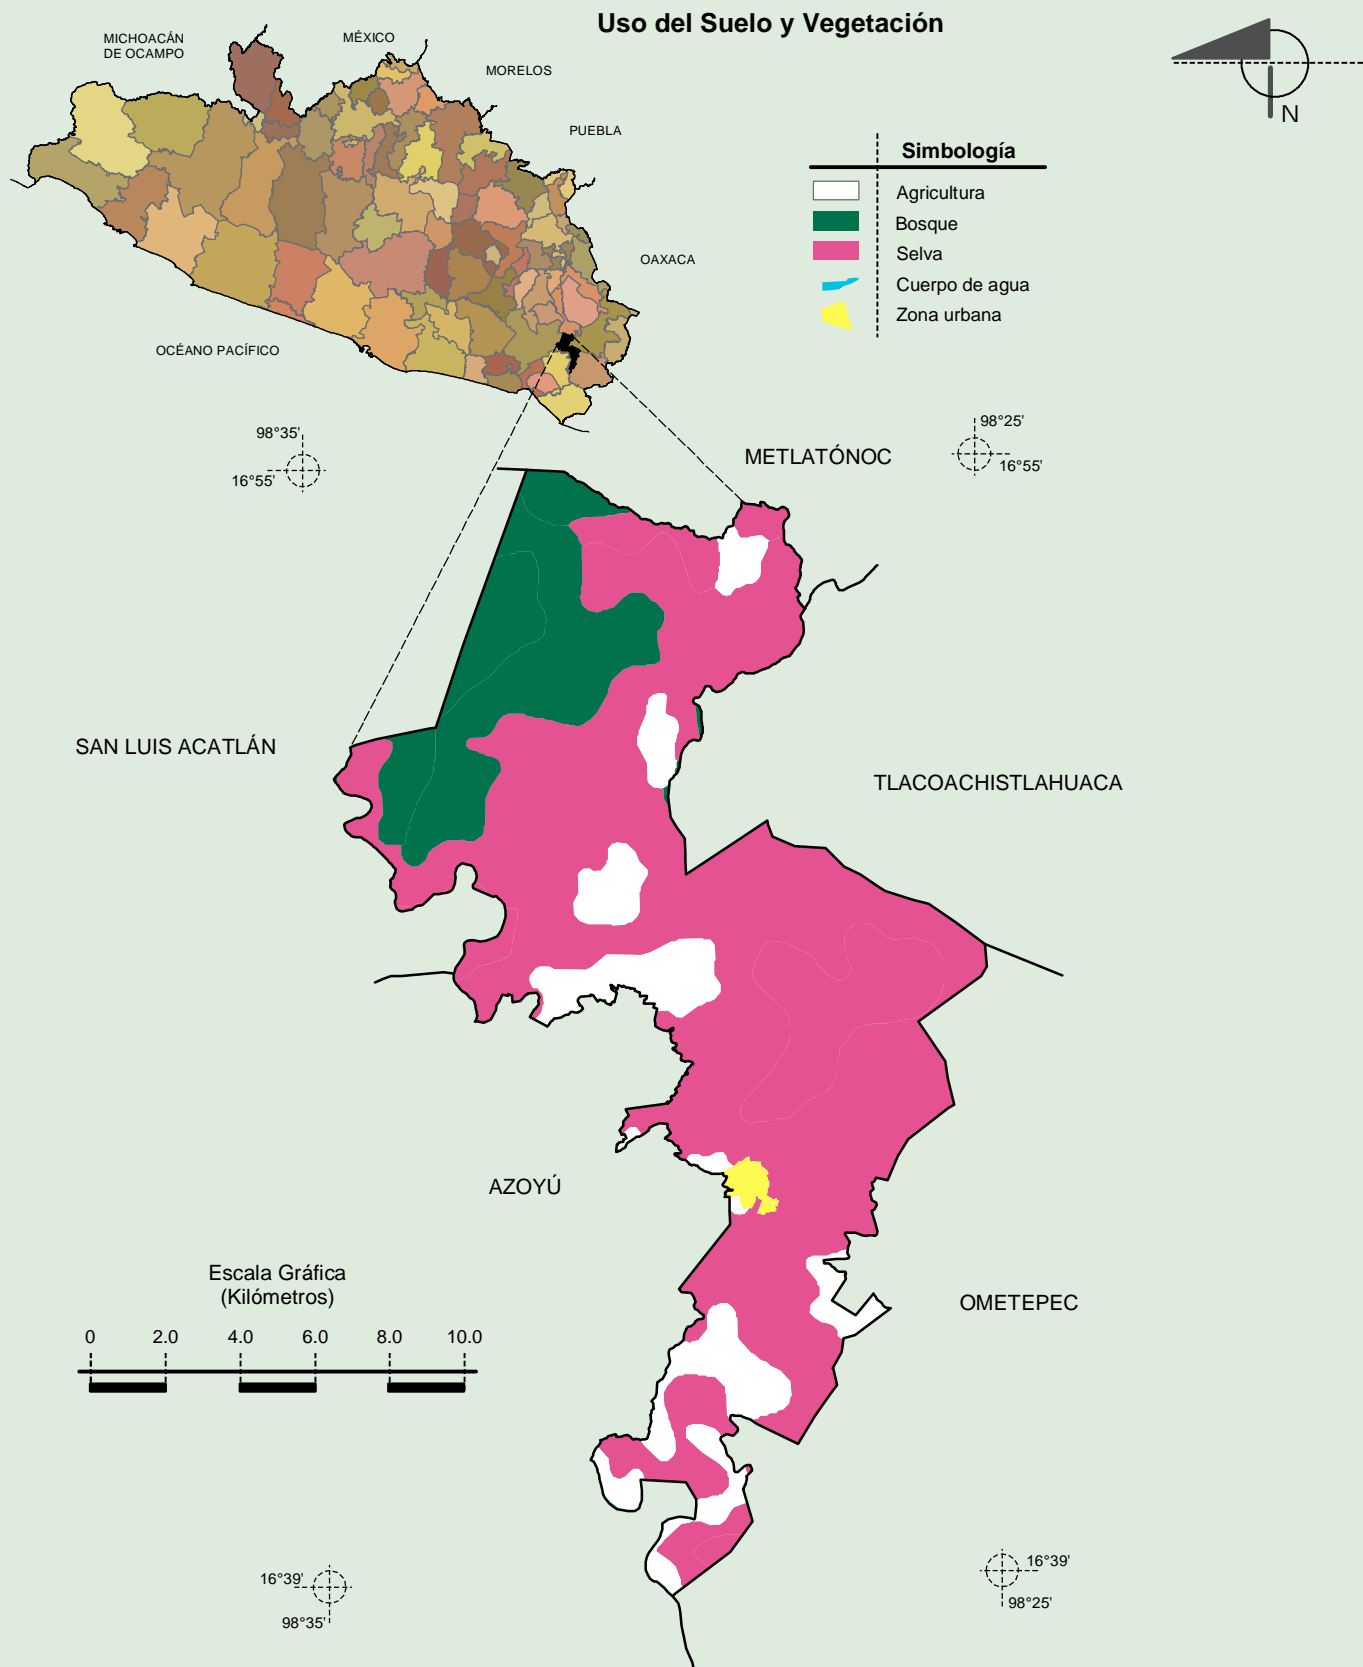 Uso del Suelo y Vegetación
MICHOACÁN
DE OCAMPO
MÉXICO
MORELOS
PUEBLA
OAXACA
OCÉANO PACÍFICO
N
Simbología
Agricultura
Bosque
Selva
Cuerpo de agua
Zona urbana
98°35'
16°55'
98°25'
16°55'
METLATÓNOC
SAN LUIS ACATLÁN
TLACOACHISTLAHUACA
AZOYÚ
OMETEPEC
Escala Gráfica
(Kilómetros)
0 2.0 4.0 6.0 8.0 10.0
16°39'
98°35'
16°39'
98°25'